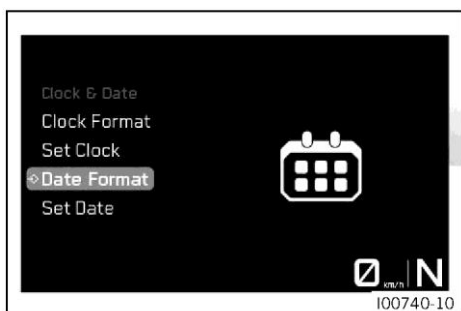 Clock & Date
Clock Format
Set Clock
Date Format
Set Date
0 km/h N
I00740-10